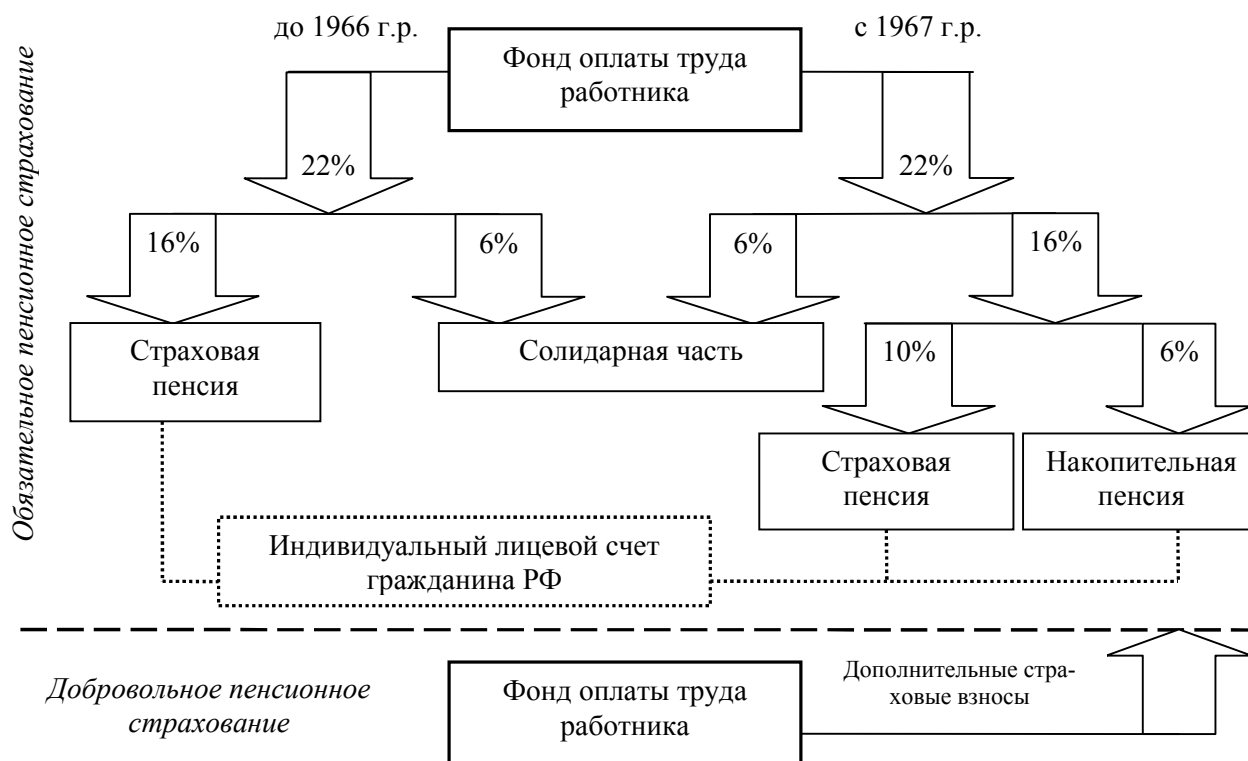 Обязательное пенсионное страхование
до 1966 г.р.
с 1967 г.р.
Фонд оплаты труда
работника
22%
22%
16%
6%
6%
16%
Страховая
пенсия
Солидарная часть
10%
6%
Страховая
пенсия
Накопительная
пенсия
Индивидуальный лицевой счет
гражданина РФ
Добровольное пенсионное
страхование
Фонд оплаты труда
работника
Дополнительные стра-
ховые взносы